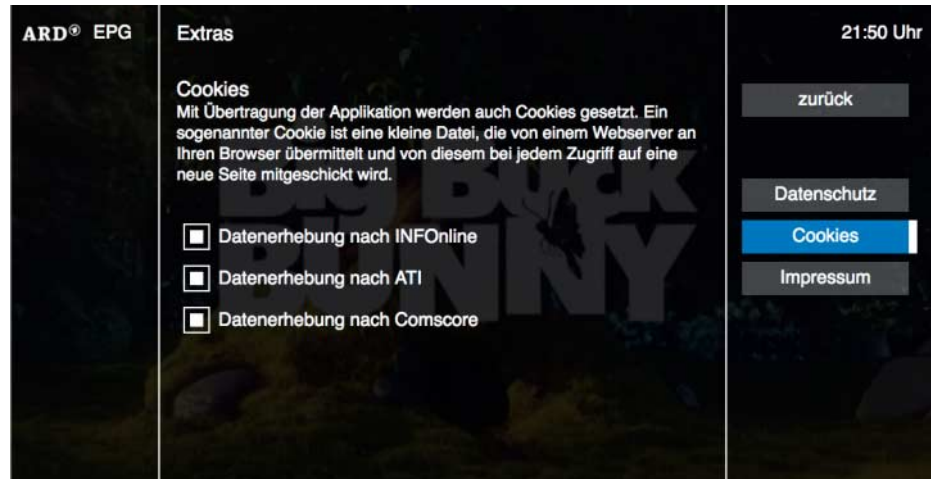 ARD® EPG
Extras
21:50 Uhr
Cookies
Mit Übertragung der Applikation werden auch Cookies gesetzt. Ein
sogenannter Cookie ist eine kleine Datei, die von einem Webserver an
Ihren Browser übermittelt und von diesem bei jedem Zugriff auf eine
neue Seite mitgeschickt wird.
Datenerhebung nach INFOnline
Datenerhebung nach ATI
Datenerhebung nach Comscore
zurück
Datenschutz
Cookies
Impressum
Big Buck
BUNNY